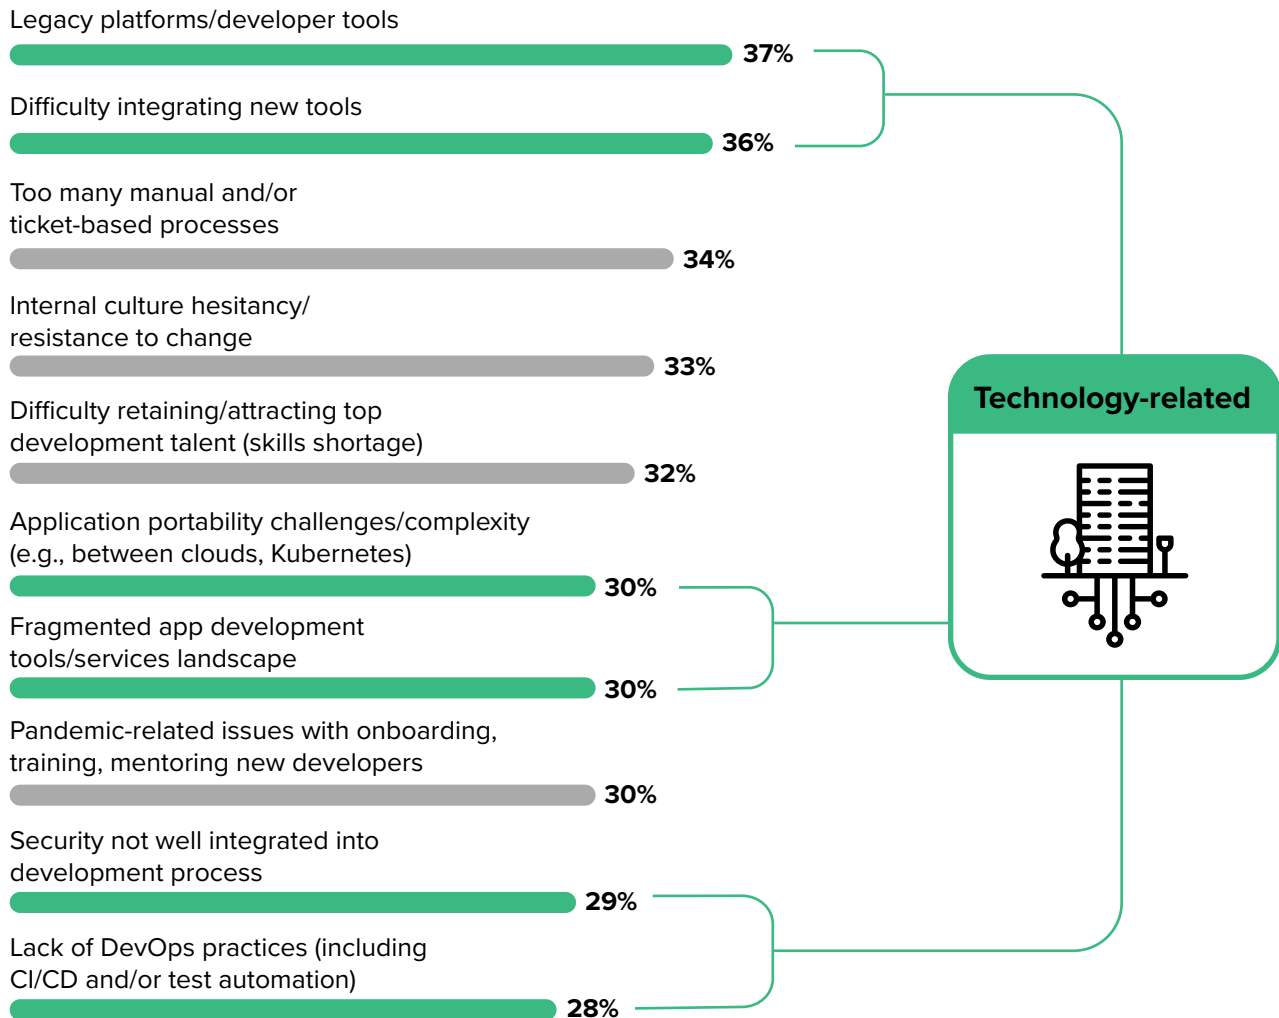 Legacy platforms/developer tools
37%
Difficulty integrating new tools
36%
Too many manual and/or
ticket-based processes
34%
Internal culture hesitancy/
resistance to change
33%
Difficulty retaining/attracting top
development talent (skills shortage)
32%
Application portability challenges/complexity
(e.g., between clouds, Kubernetes)
30%
Fragmented app development
tools/services landscape
30%
Pandemic-related issues with onboarding,
training, mentoring new developers
30%
Security not well integrated into
development process
29%
Lack of DevOps practices (including
CI/CD and/or test automation)
28%
Technology-related